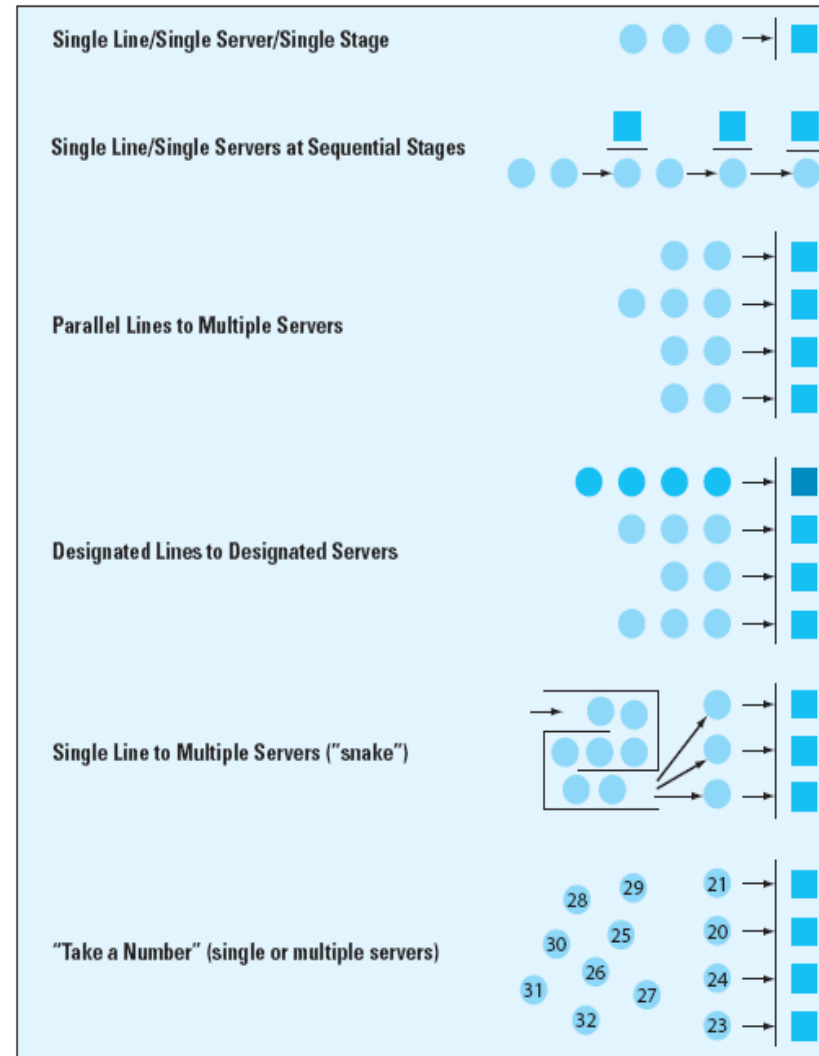 Single Line/Single Server/Single Stage
Single Line/Single Servers at Sequential Stages
Parallel Lines to Multiple Servers
Designated Lines to Designated Servers
Single Line to Multiple Servers ("snake")
"Take a Number" (single or multiple servers)
28
29
21
30
25
20
31
26
27
24
32
23